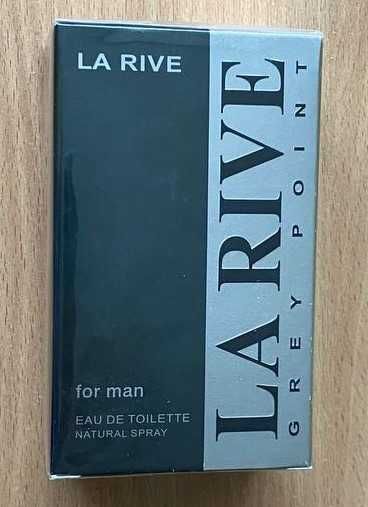 LA RIVE
for man
EAU DE TOILETTE
NATURAL SPRAY
LA RIVE
GREY POINT